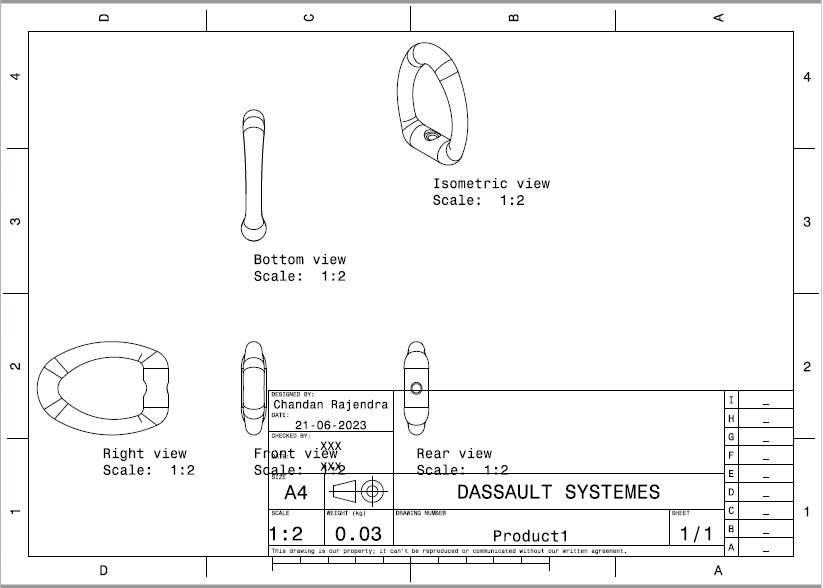 D C B A
4 4
Isometric view
Scale: 1:2
3 3
Bottom view
Scale: 1:2
2 2
DESIGNED BY:
Chandan Rajendra
DATE:
21-06-2023
CHECKED BY:
XXX
DATE:
XXX
Right view
Scale: 1:2
Front view
Scale: 1:2
Rear view
Scale: 1:2
I _
H _
G _
F _
E _
D _
C _
B _
A _
SIZE
A4
DASSAULT SYSTEMES
1 1
SCALE
1:2
WEIGHT (kg)
0.03
DRAWING NUMBER
Product1
SHEET
1/1
This drawing is our property; it can't be reproduced or communicated without our written agreement.
D A